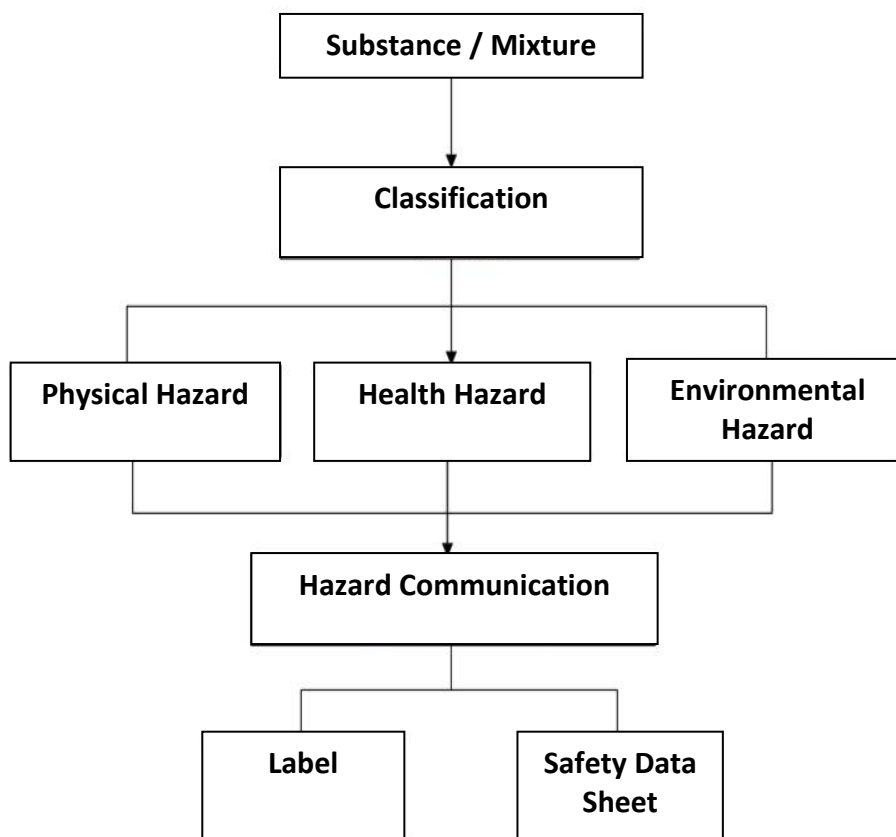 Substance / Mixture
Classification
Physical Hazard
Health Hazard
Environmental
Hazard
Hazard Communication
Label
Safety Data
Sheet